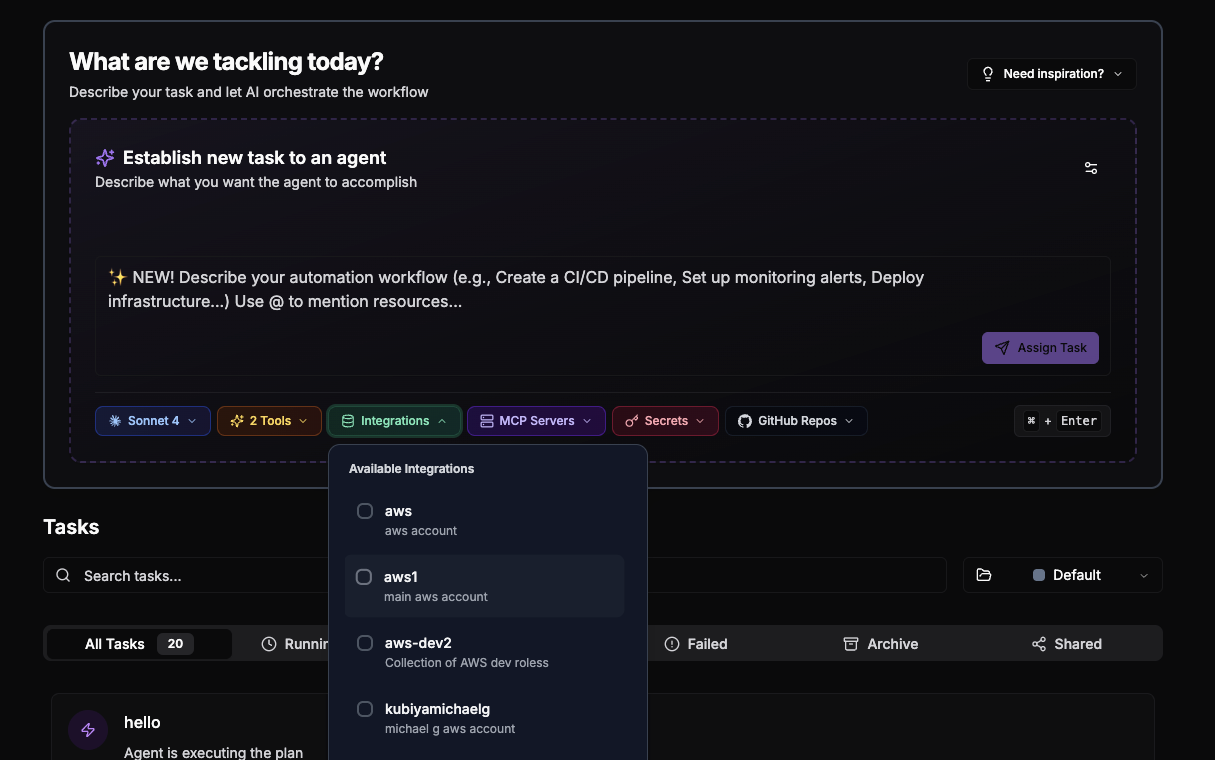 What are we tackling today?
Describe your task and let AI orchestrate the workflow
Need inspiration?
Establish new task to an agent
Describe what you want the agent to accomplish
✨ NEW! Describe your automation workflow (e.g., Create a CI/CD pipeline, Set up monitoring alerts, Deploy
infrastructure...) Use @ to mention resources...
Assign Task
Sonnet 4
2 Tools
Integrations
MCP Servers
Secrets
GitHub Repos
⌘ + Enter
Available Integrations
aws
aws account
aws1
main aws account
aws-dev2
Collection of AWS dev roless
kubiyamichaelg
michael g aws account
Tasks
Search tasks...
Default
All Tasks 20
Failed
Archive
Shared
hello
Agent is executing the plan